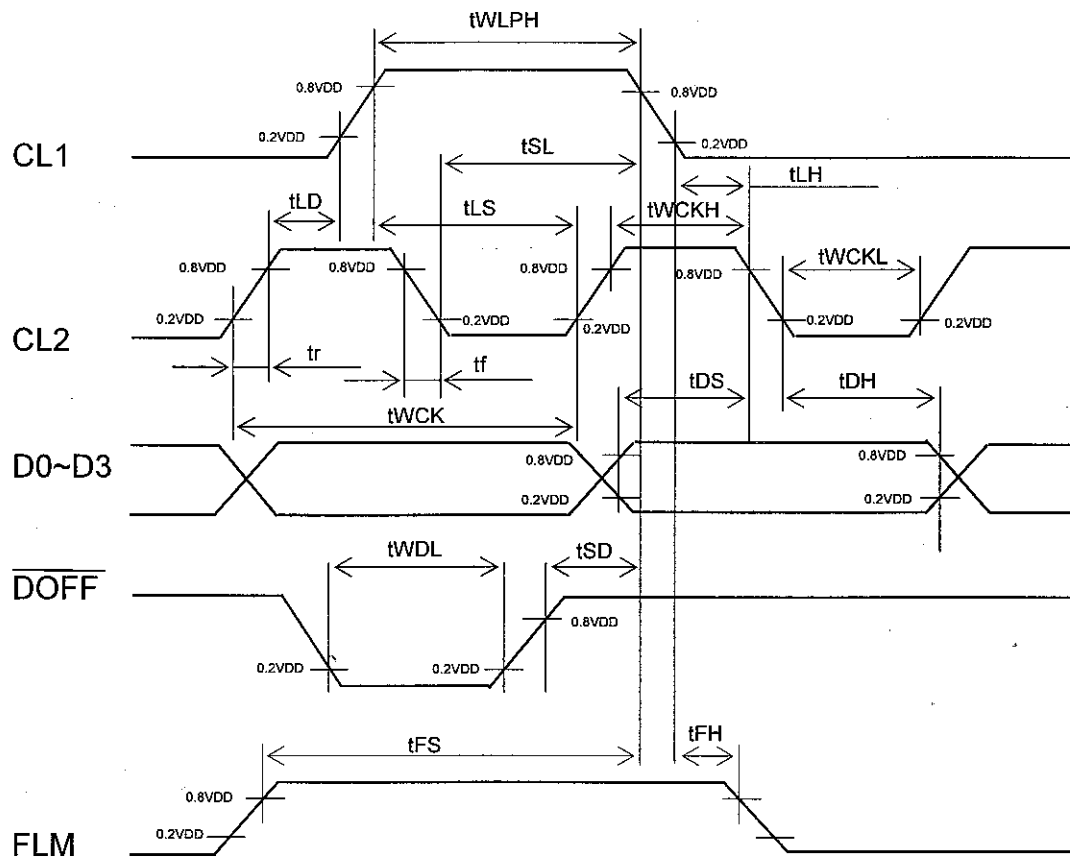 tWLPH
0.8VDD 0.8VDD
0.2VDD 0.2VDD
CL1
tSL
tLH
tLD tLS tWCKH
0.8VDD 0.8VDD 0.8VDD 0.8VDD tWCKL
0.2VDD 0.2VDD 0.2VDD 0.2VDD 0.2VDD
CL2
tr tf
tDS tDH
tWCK
D0~D3
0.8VDD 0.8VDD
0.2VDD 0.2VDD
tWDL tSD
DOFF
0.8VDD
0.2VDD 0.2VDD
tFS tFH
0.8VDD
0.2VDD
FLM